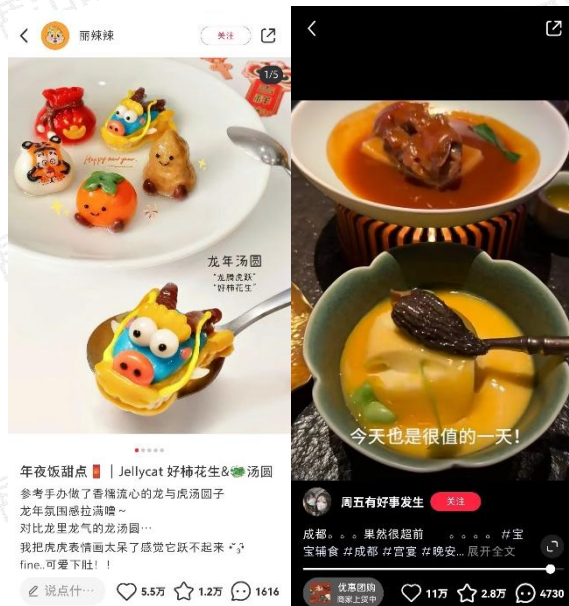 丽辣辣
关注
1/5
Happy new year.
龙年汤圆
"龙腾虎跃"
"好柿花生"
年夜饭甜点🧧｜Jellycat 好柿花生&🐲汤圆
参考手办做了香糯流心的龙与虎汤圆子
龙年氛围感拉满噜～
对比龙里龙气的龙汤圆…
我把虎虎表情画太呆了感觉它跃不起来
fine..可爱下肚！！
说点什…
5.5万
1.2万
1616
今天也是很值的一天！
周五有好事发生
关注
成都。。。果然很超前 。。。。#宝
宝辅食 #成都 #宫宴 #晚安... 展开全文
优惠团购
商家上架中
11万
2.8万
4730